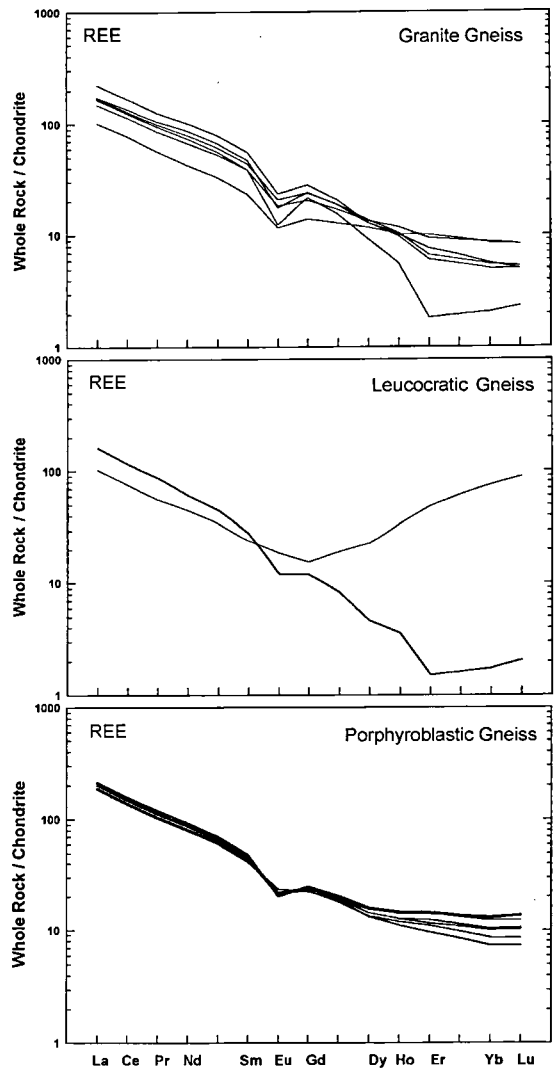 1000
REE Granite Gneiss
100
Whole Rock / Chondrite
10
1
1000
REE Leucocratic Gneiss
100
Whole Rock / Chondrite
10
1
1000
REE Porphyroblastic Gneiss
100
Whole Rock / Chondrite
10
1
La Ce Pr Nd Sm Eu Gd Dy Ho Er Yb Lu